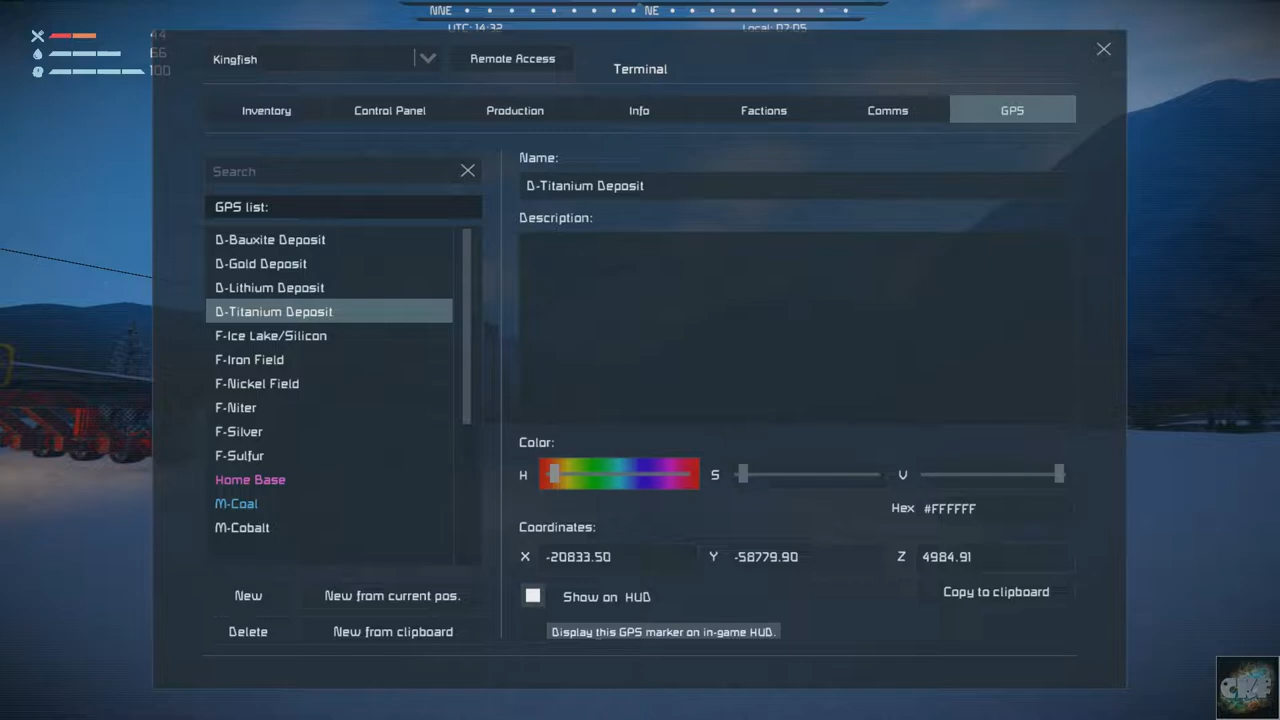 NNE NE
UTC: 14:32 Local: 07:05
44
66
100
Kingfish
Remote Access
Terminal
Inventory Control Panel Production Info Factions Comms GPS
Search
GPS list:
D-Bauxite Deposit
D-Gold Deposit
D-Lithium Deposit
D-Titanium Deposit
F-Ice Lake/Silicon
F-Iron Field
F-Nickel Field
F-Niter
F-Silver
F-Sulfur
Home Base
M-Coal
M-Cobalt
New New from current pos.
Delete New from clipboard
Name:
D-Titanium Deposit
Description:
Color:
H S V
Hex #FFFFFF
Coordinates:
X -20833.50 Y -58779.90 Z 4984.91
Show on HUD Copy to clipboard
Display this GPS marker on in-game HUD.